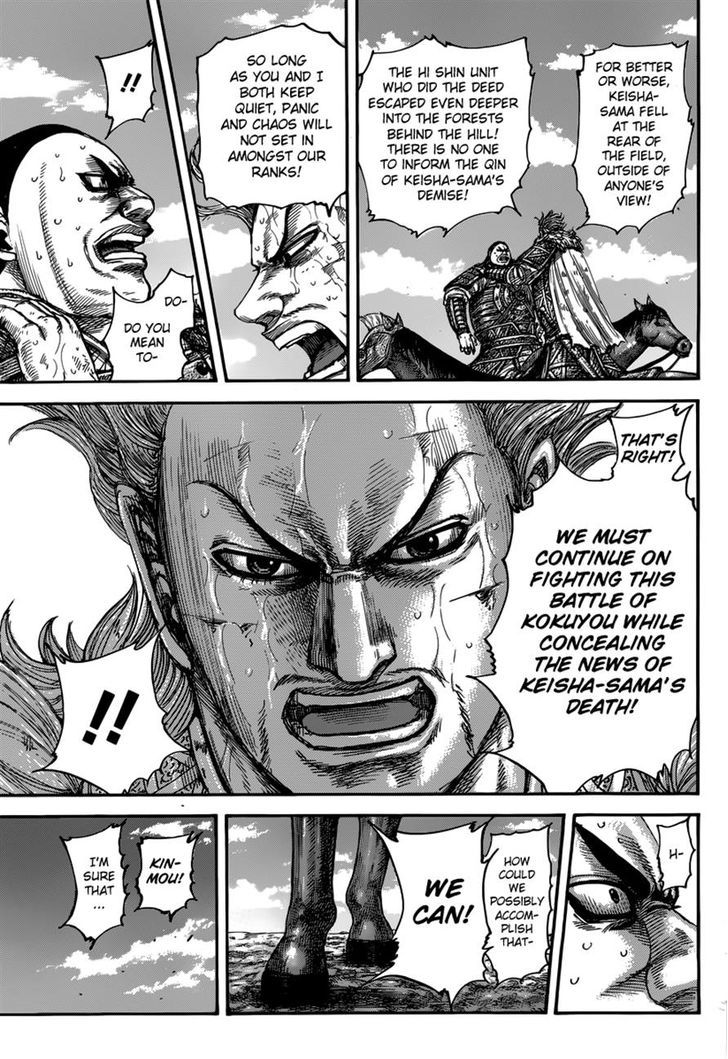 FOR BETTER
OR WORSE,
KEISHA-
SAMA FELL
AT THE
REAR OF
THE FIELD,
OUTSIDE OF
ANYONE'S
VIEW!
THE HI SHIN UNIT
WHO DID THE DEED
ESCAPED EVEN DEEPER
INTO THE FORESTS
BEHIND THE HILL!
THERE IS NO ONE
TO INFORM THE QIN
OF KEISHA-SAMA'S
DEMISE!
SO LONG
AS YOU AND I
BOTH KEEP
QUIET, PANIC
AND CHAOS WILL
NOT SET IN
AMONGST OUR
RANKS!
!!
DO-
DO YOU
MEAN
TO-
THAT'S
RIGHT!
WE MUST
CONTINUE ON
FIGHTING THIS
BATTLE OF
KOKUYOU WHILE
CONCEALING
THE NEWS OF
KEISHA-SAMA'S
DEATH!
!!
H-
HOW
COULD
WE
POSSIBLY
ACCOM-
PLISH
THAT-
WE
CAN!
KIN-
MOU!
I'M
SURE
THAT
...